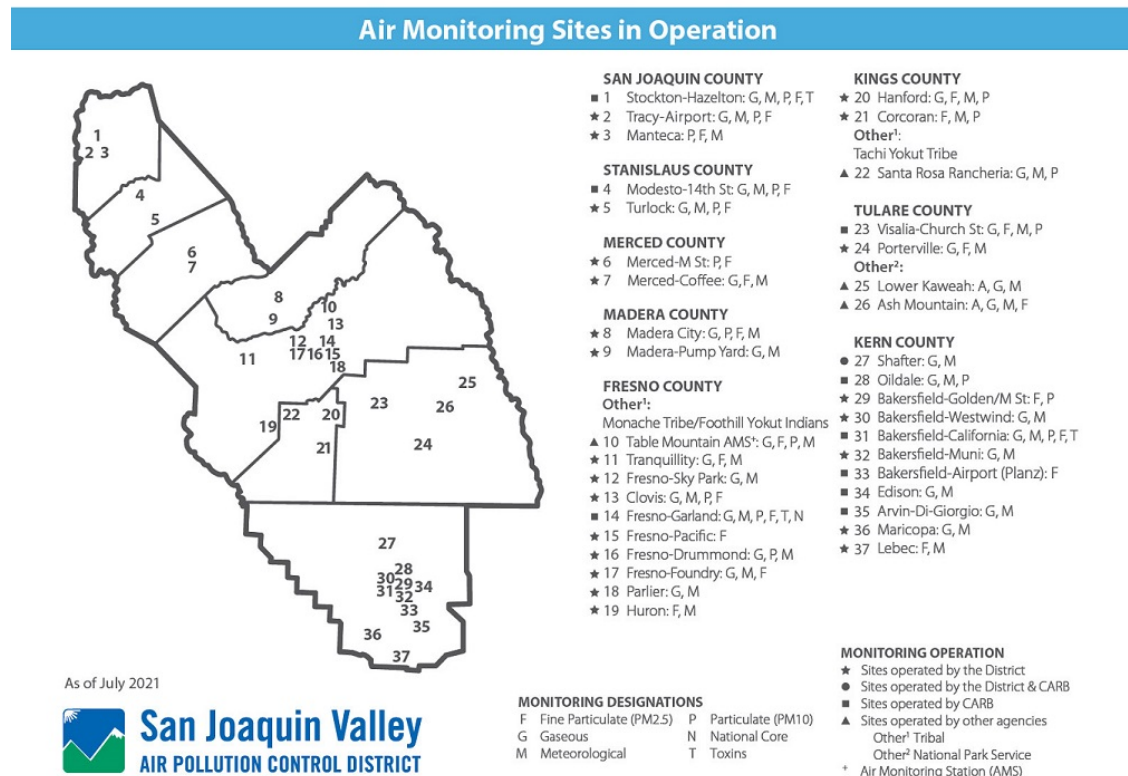 Air Monitoring Sites in Operation
1
2 3
4
5
6
7
8
9
10
13
12 14
11 17 16 15
18
25
23
26
22 20
19
21
24
27
28
30 29 34
31 32
33
35
36
37
SAN JOAQUIN COUNTY
■ 1 Stockton-Hazelton: G, M, P, F, T
★ 2 Tracy-Airport: G, M, P, F
★ 3 Manteca: P, F, M
STANISLAUS COUNTY
■ 4 Modesto-14th St: G, M, P, F
★ 5 Turlock: G, M, P, F
MERCED COUNTY
★ 6 Merced-M St: P, F
★ 7 Merced-Coffee: G, F, M
MADERA COUNTY
★ 8 Madera City: G, P, F, M
★ 9 Madera-Pump Yard: G, M
FRESNO COUNTY
Other¹:
Monache Tribe/Foothill Yokut Indians
▲ 10 Table Mountain AMS⁺: G, F, P, M
★ 11 Tranquillity: G, F, M
★ 12 Fresno-Sky Park: G, M
★ 13 Clovis: G, M, P, F
■ 14 Fresno-Garland: G, M, P, F, T, N
★ 15 Fresno-Pacific: F
★ 16 Fresno-Drummond: G, P, M
★ 17 Fresno-Foundry: G, M, F
★ 18 Parlier: G, M
★ 19 Huron: F, M
KINGS COUNTY
★ 20 Hanford: G, F, M, P
★ 21 Corcoran: F, M, P
Other¹:
Tachi Yokut Tribe
▲ 22 Santa Rosa Rancheria: G, M, P
TULARE COUNTY
■ 23 Visalia-Church St: G, F, M, P
★ 24 Porterville: G, F, M
Other²:
▲ 25 Lower Kaweah: A, G, M
▲ 26 Ash Mountain: A, G, M, F
KERN COUNTY
● 27 Shafter: G, M
■ 28 Oildale: G, M, P
★ 29 Bakersfield-Golden/M St: F, P
★ 30 Bakersfield-Westwind: G, M
■ 31 Bakersfield-California: G, M, P, F, T
★ 32 Bakersfield-Muni: G, M
■ 33 Bakersfield-Airport (Planz): F
■ 34 Edison: G, M
■ 35 Arvin-Di-Giorgio: G, M
★ 36 Maricopa: G, M
★ 37 Lebec: F, M
As of July 2021
San Joaquin Valley
AIR POLLUTION CONTROL DISTRICT
MONITORING DESIGNATIONS
F Fine Particulate (PM2.5) P Particulate (PM10)
G Gaseous N National Core
M Meteorological T Toxins
MONITORING OPERATION
★ Sites operated by the District
● Sites operated by the District & CARB
■ Sites operated by CARB
▲ Sites operated by other agencies
Other¹ Tribal
Other² National Park Service
⁺ Air Monitoring Station (AMS)